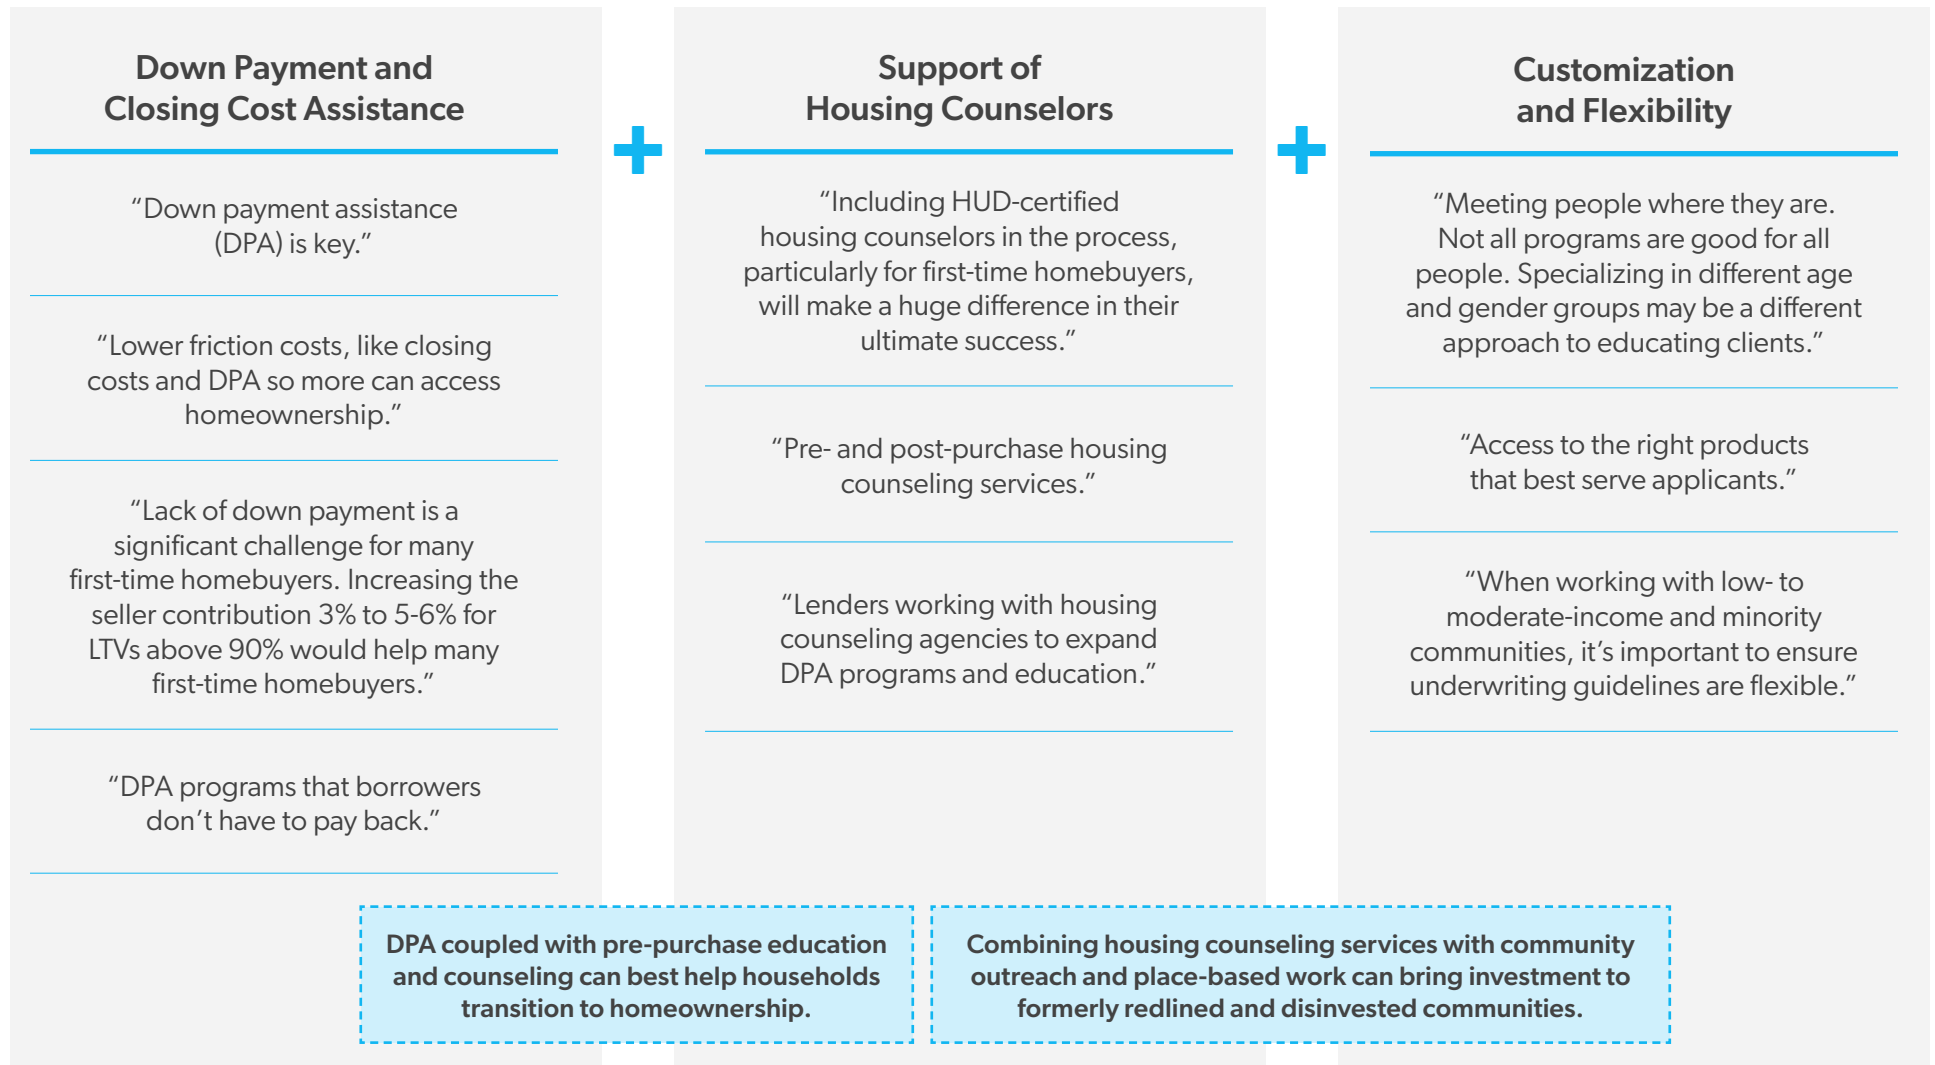 Down Payment and
Closing Cost Assistance
“Down payment assistance
(DPA) is key.”
“Lower friction costs, like closing
costs and DPA so more can access
homeownership.”
“Lack of down payment is a
significant challenge for many
first-time homebuyers. Increasing the
seller contribution 3% to 5-6% for
LTVs above 90% would help many
first-time homebuyers.”
“DPA programs that borrowers
don’t have to pay back.”
+
Support of
Housing Counselors
“Including HUD-certified
housing counselors in the process,
particularly for first-time homebuyers,
will make a huge difference in their
ultimate success.”
“Pre- and post-purchase housing
counseling services.”
“Lenders working with housing
counseling agencies to expand
DPA programs and education.”
+
Customization
and Flexibility
“Meeting people where they are.
Not all programs are good for all
people. Specializing in different age
and gender groups may be a different
approach to educating clients.”
“Access to the right products
that best serve applicants.”
“When working with low- to
moderate-income and minority
communities, it’s important to ensure
underwriting guidelines are flexible.”
DPA coupled with pre-purchase education
and counseling can best help households
transition to homeownership.
Combining housing counseling services with community
outreach and place-based work can bring investment to
formerly redlined and disinvested communities.